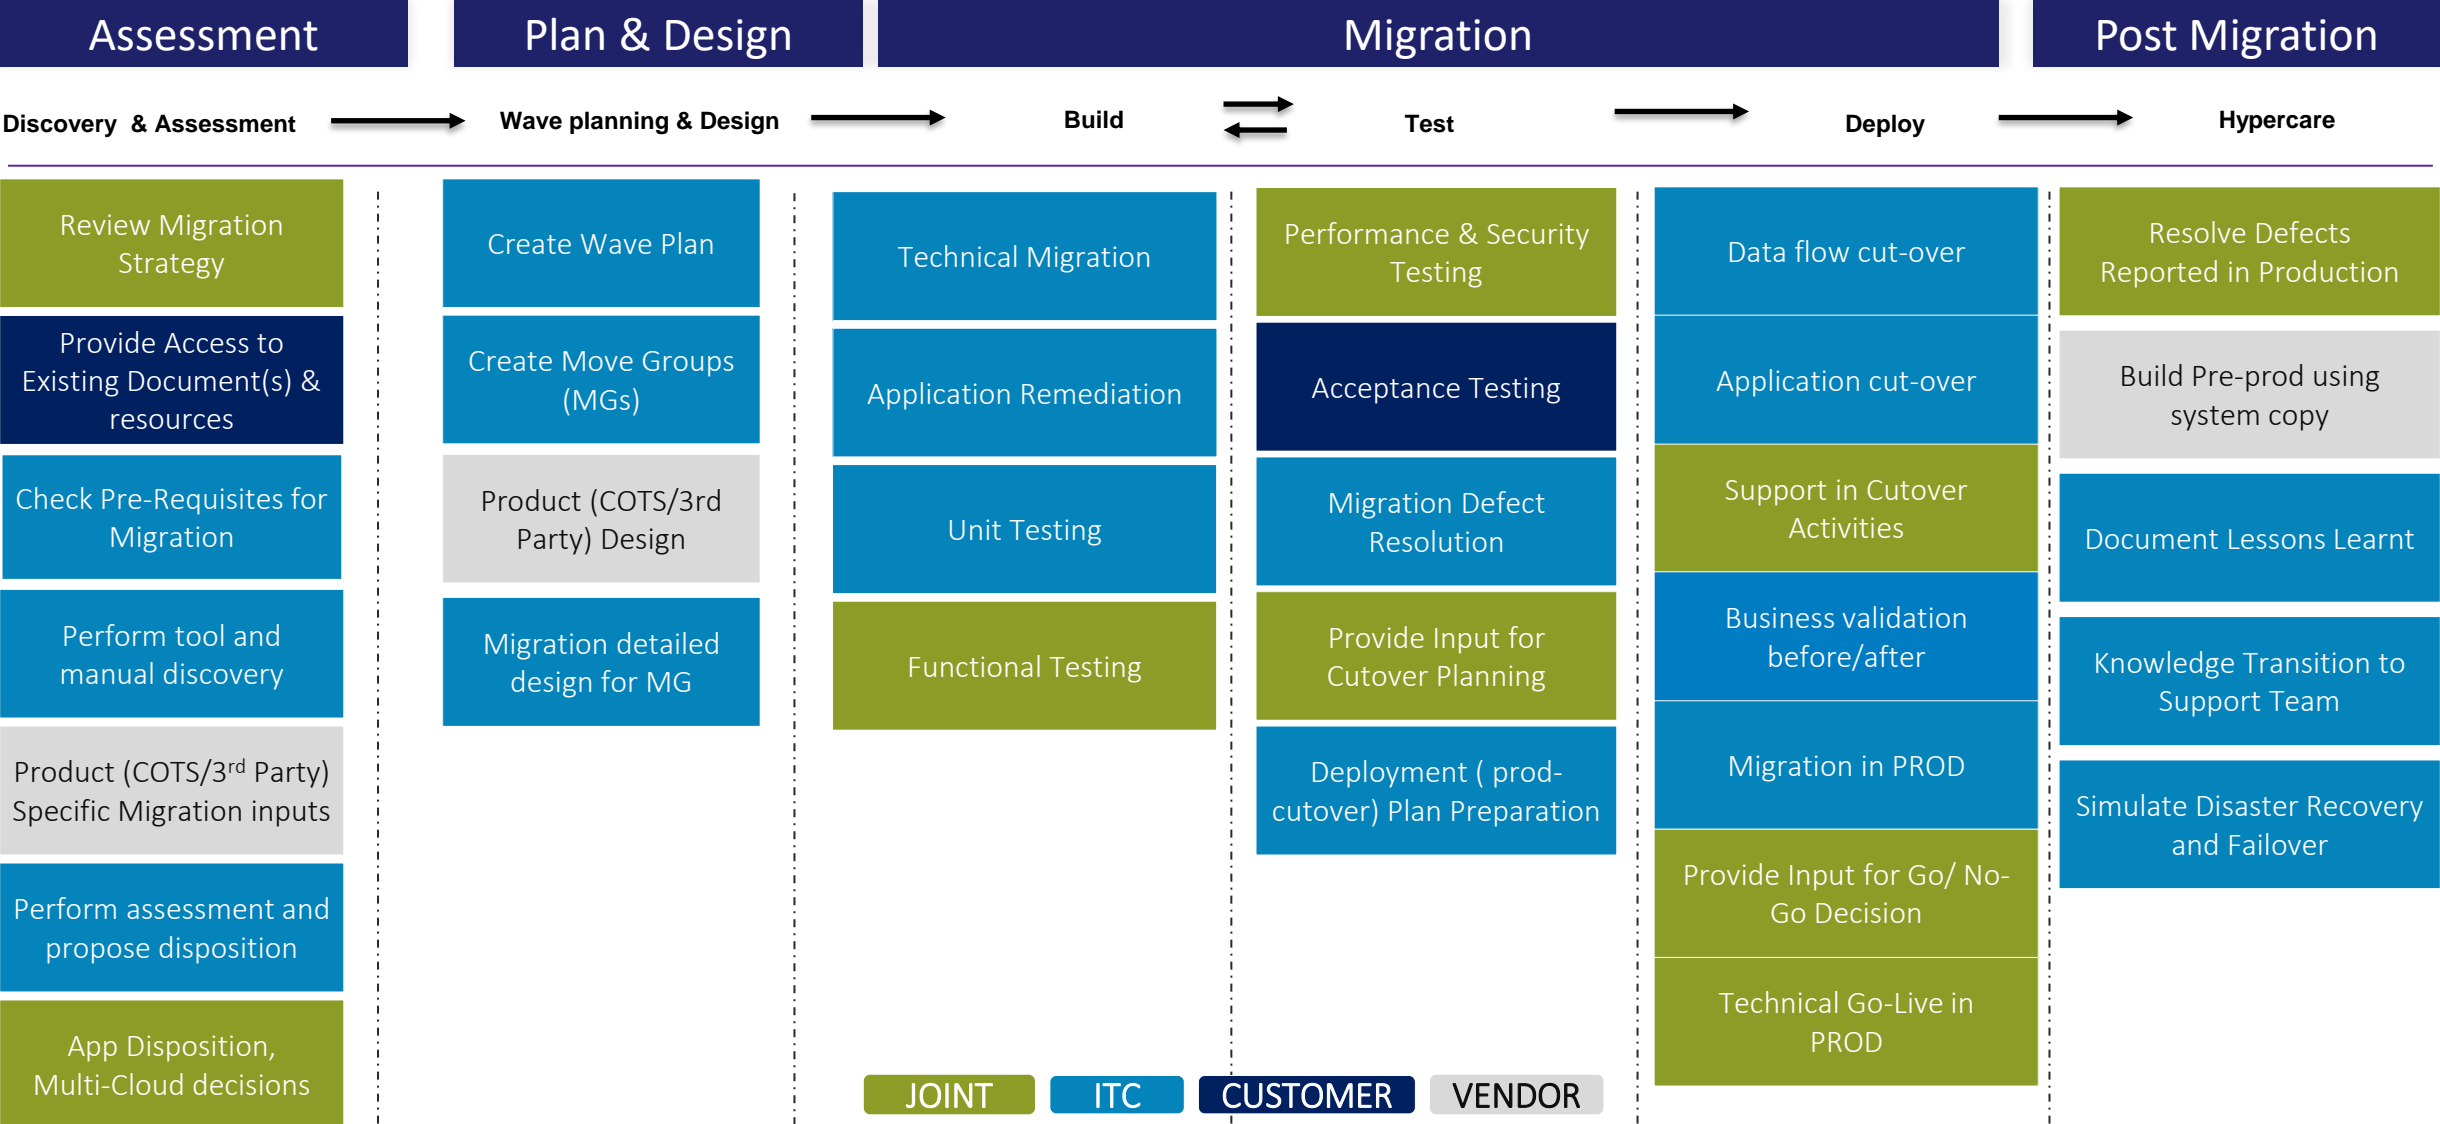 Assessment
Plan & Design
Migration
Post Migration
Discovery & Assessment
Wave planning & Design
Build
Test
Deploy
Hypercare
Review Migration
Strategy
Provide Access to
Existing Document(s) &
resources
Check Pre-Requisites for
Migration
Perform tool and
manual discovery
Product (COTS/3rd Party)
Specific Migration inputs
Perform assessment and
propose disposition
App Disposition,
Multi-Cloud decisions
Create Wave Plan
Create Move Groups
(MGs)
Product (COTS/3rd
Party) Design
Migration detailed
design for MG
Technical Migration
Application Remediation
Unit Testing
Functional Testing
Performance & Security
Testing
Acceptance Testing
Migration Defect
Resolution
Provide Input for
Cutover Planning
Deployment ( prod-
cutover) Plan Preparation
Data flow cut-over
Application cut-over
Support in Cutover
Activities
Business validation
before/after
Migration in PROD
Provide Input for Go/ No-
Go Decision
Technical Go-Live in
PROD
Resolve Defects
Reported in Production
Build Pre-prod using
system copy
Document Lessons Learnt
Knowledge Transition to
Support Team
Simulate Disaster Recovery
and Failover
JOINT
ITC
CUSTOMER
VENDOR